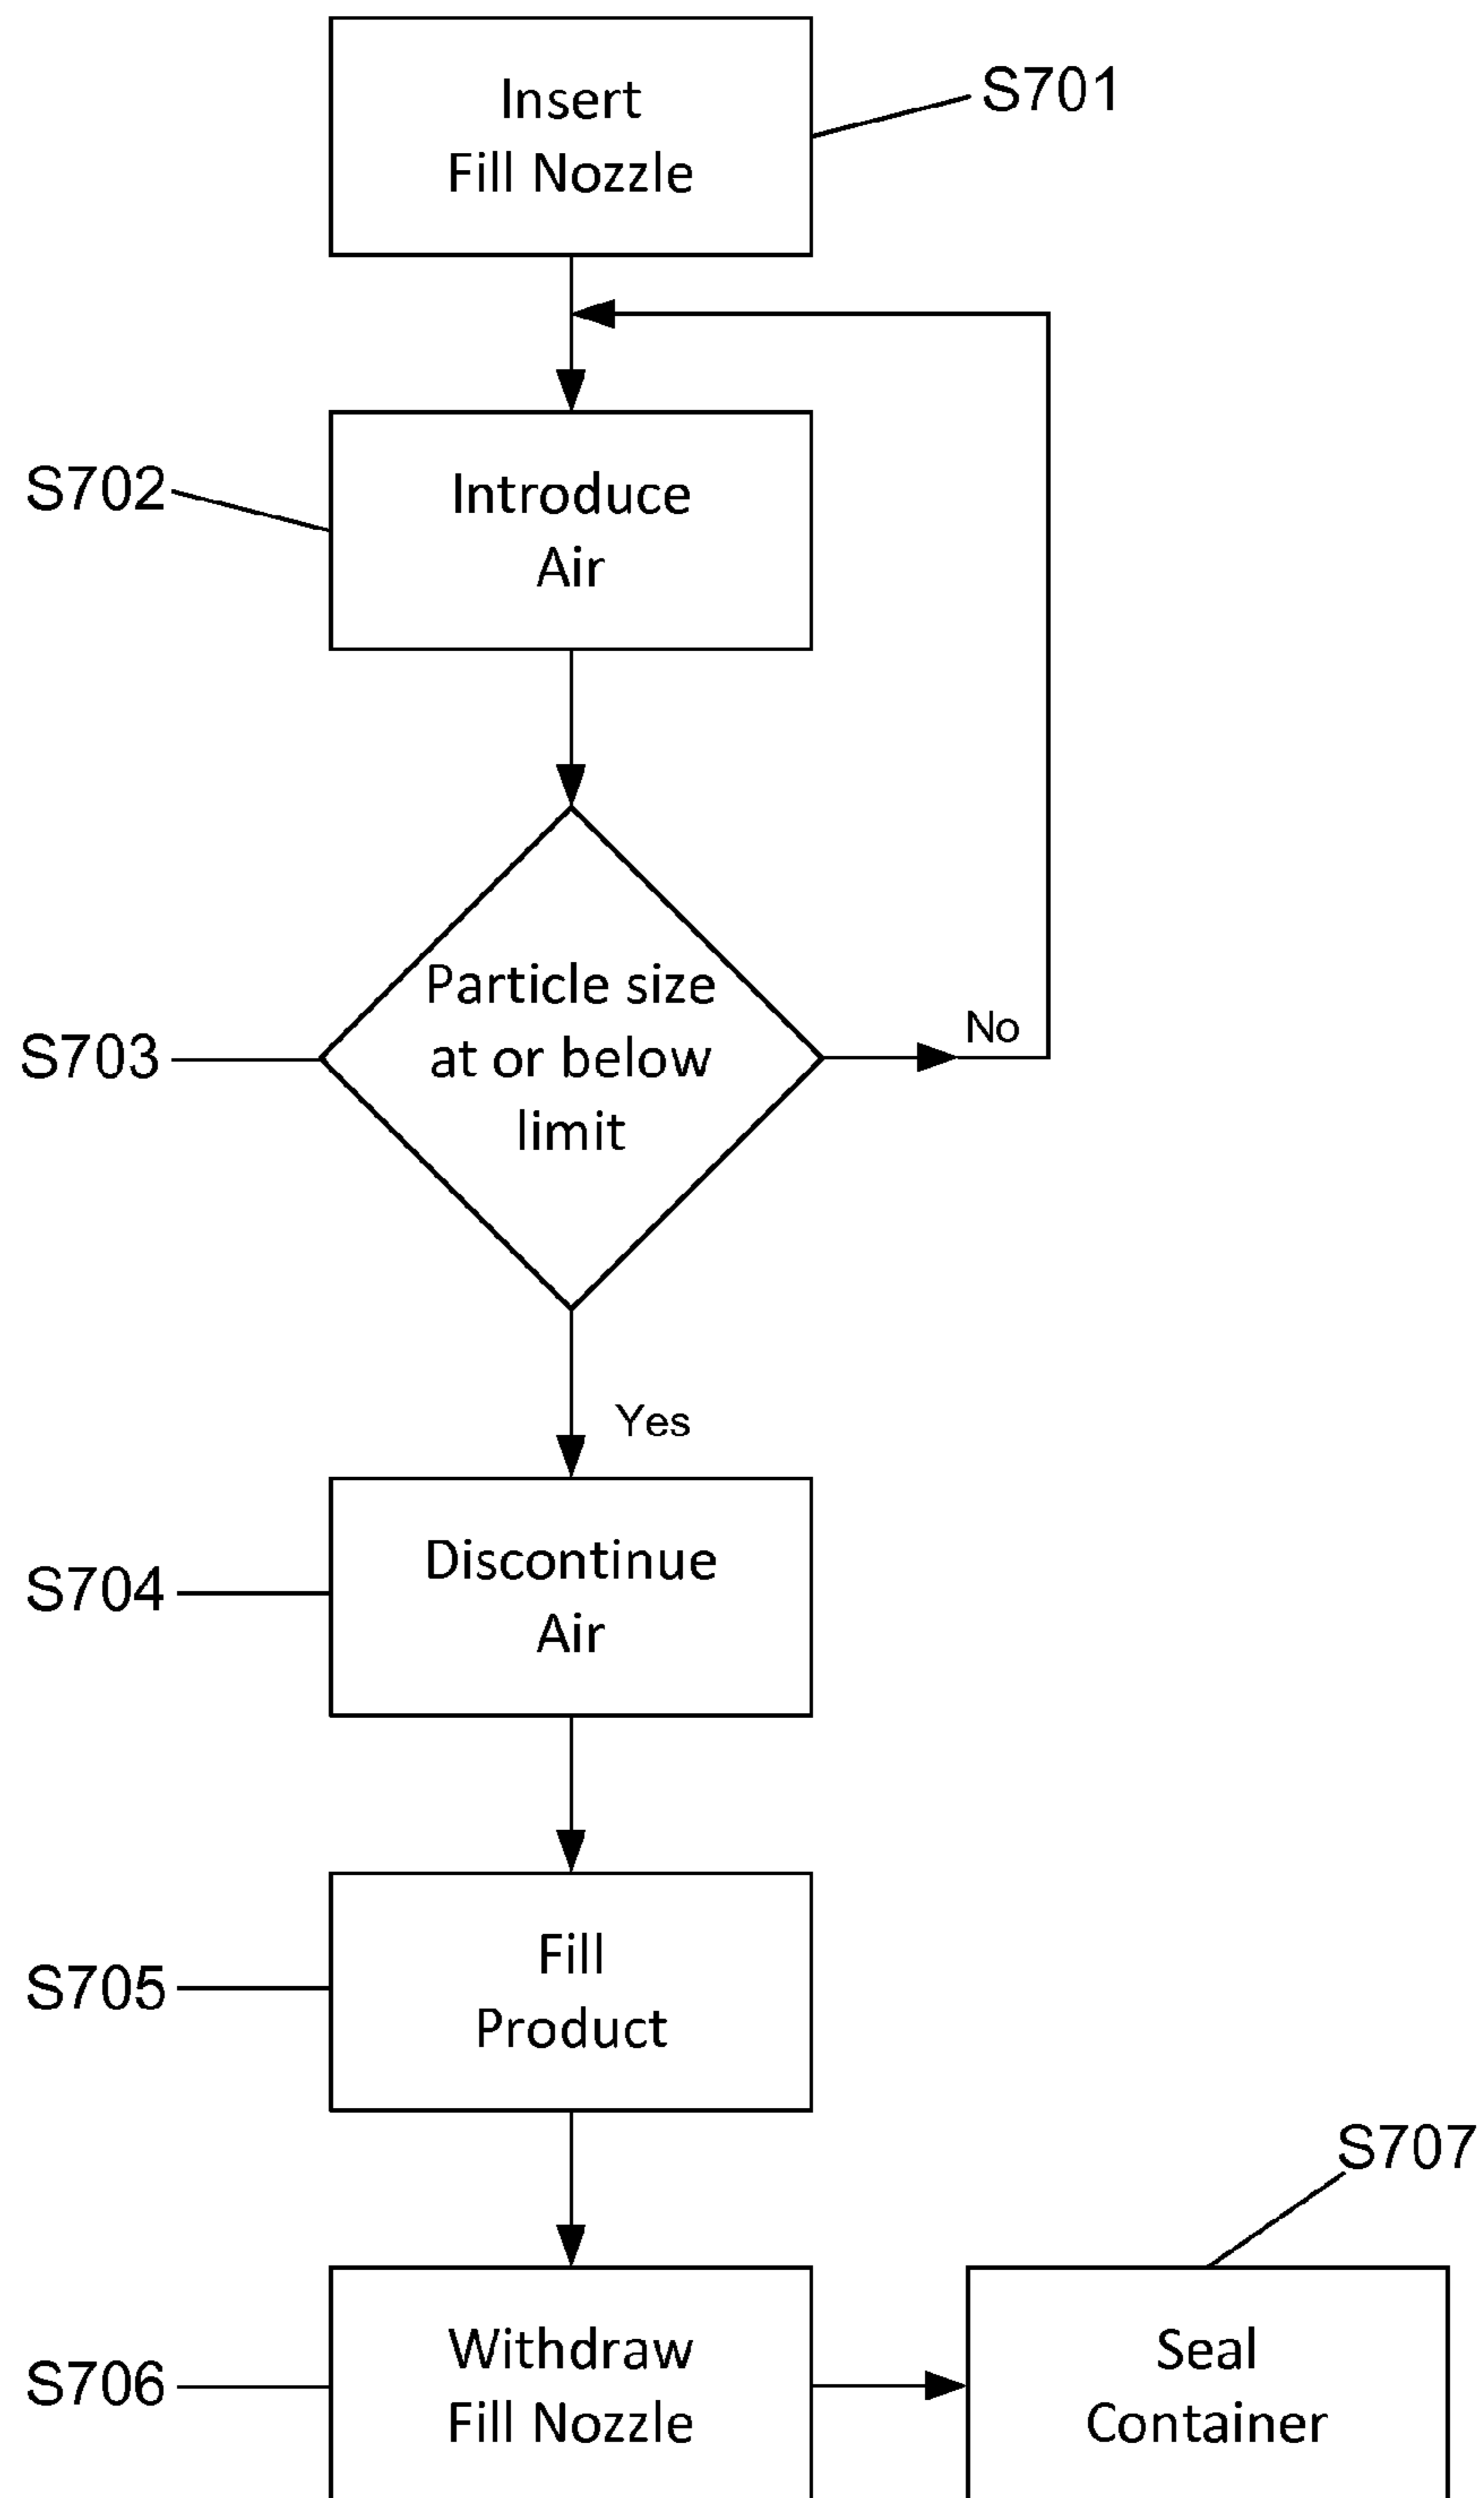 Insert
Fill Nozzle
S701
S702
Introduce
Air
S703
Particle size
at or below
limit
No
Yes
S704
Discontinue
Air
S705
Fill
Product
S706
Withdraw
Fill Nozzle
S707
Seal
Container